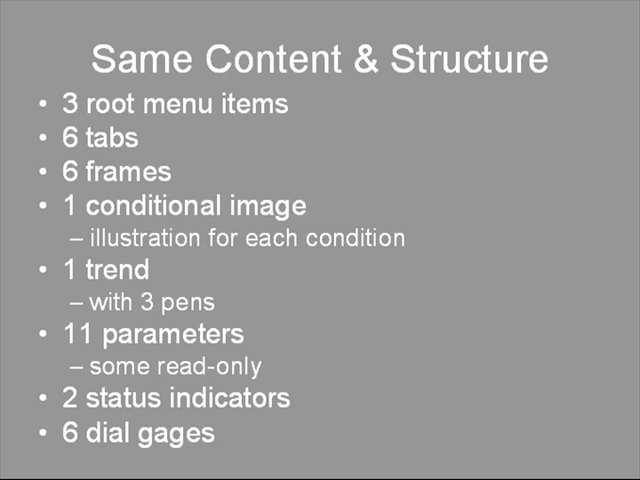 Same Content & Structure
• 3 root menu items
• 6 tabs
• 6 frames
• 1 conditional image
– illustration for each condition
• 1 trend
– with 3 pens
• 11 parameters
– some read-only
• 2 status indicators
• 6 dial gages